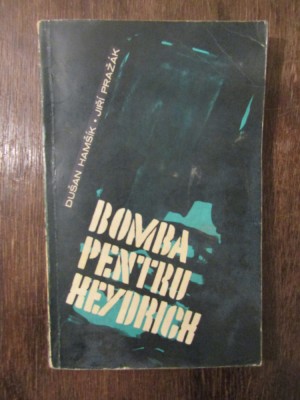 DUŠAN HAMŠÍK • JIŘÍ PRAŽÁK
BOMBA
PENTRU
HEYDRICH